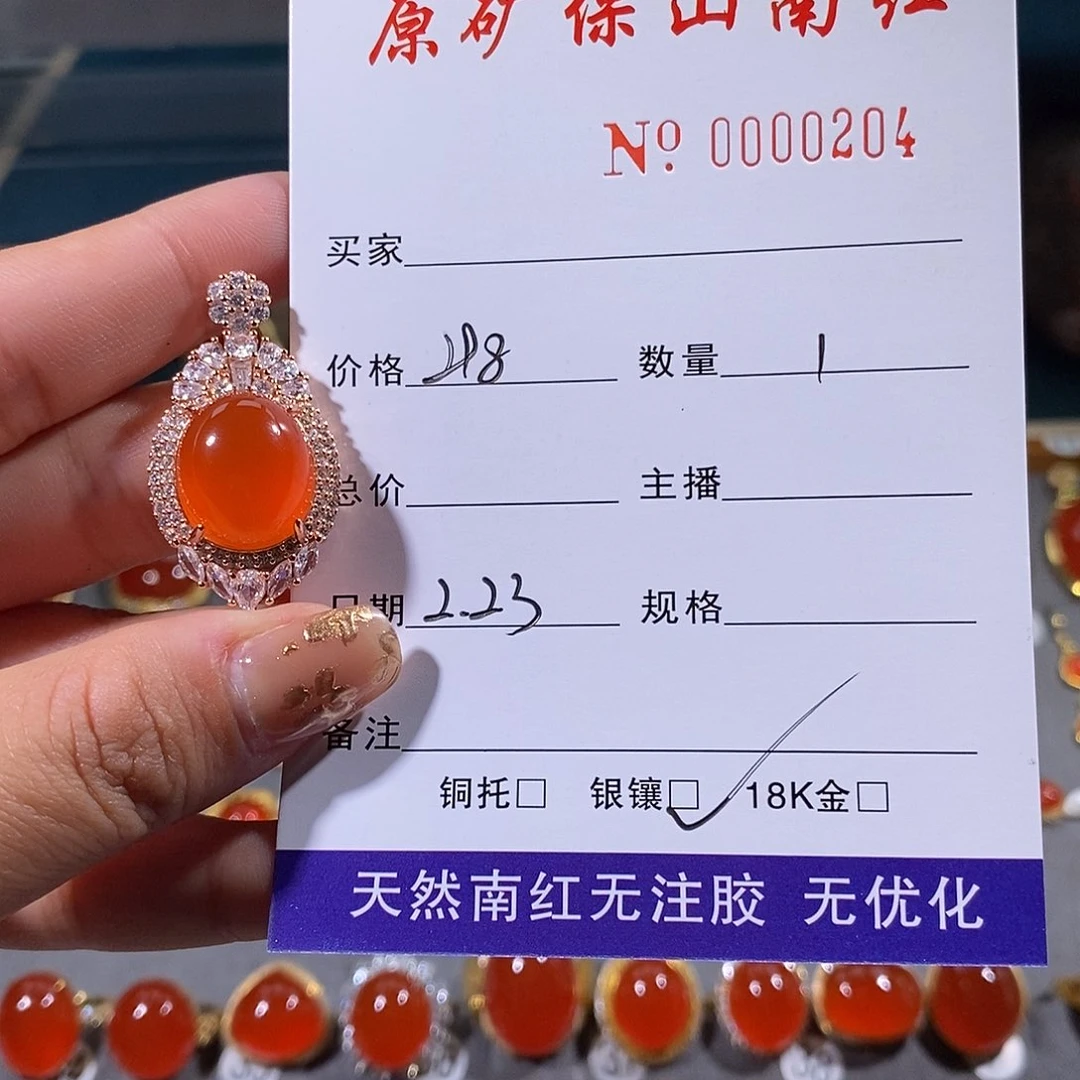 原矿保山南红
No 0000204
买家
价格 298 数量 1
总价 主播
日期 2.23 规格
备注
铜托□ 银镶□ 18K金□
天然南红无注胶 无优化